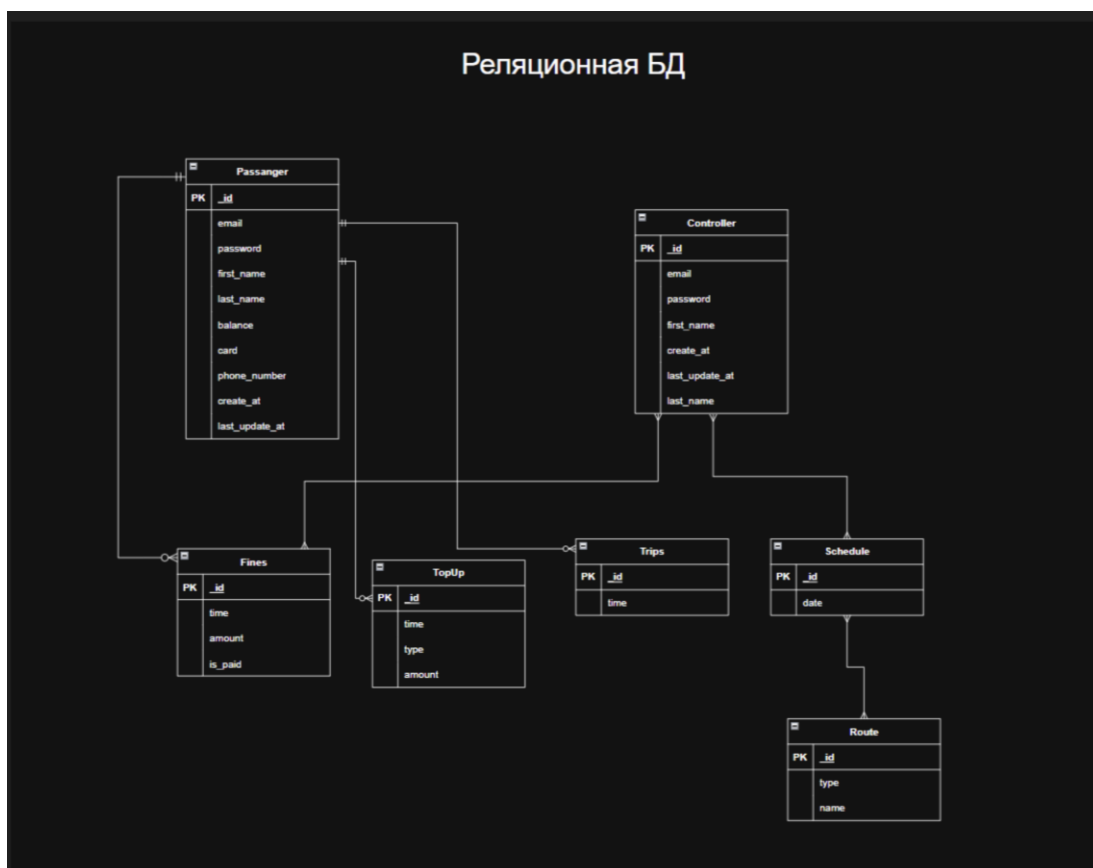 Реляционная БД
Passanger
PK _id
email
password
first_name
last_name
balance
card
phone_number
create_at
last_update_at
Controller
PK _id
email
password
first_name
create_at
last_update_at
last_name
Fines
PK _id
time
amount
is_paid
TopUp
PK _id
time
type
amount
Trips
PK _id
time
Schedule
PK _id
date
Route
PK _id
type
name